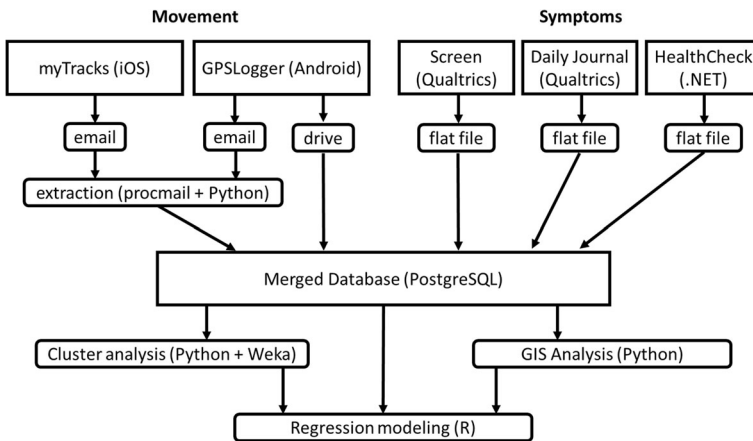 Movement
Symptoms
myTracks (iOS)
GPSLogger (Android)
Screen
(Qualtrics)
Daily Journal
(Qualtrics)
HealthCheck
(.NET)
email
email
drive
flat file
flat file
flat file
extraction (procmail + Python)
Merged Database (PostgreSQL)
Cluster analysis (Python + Weka)
GIS Analysis (Python)
Regression modeling (R)